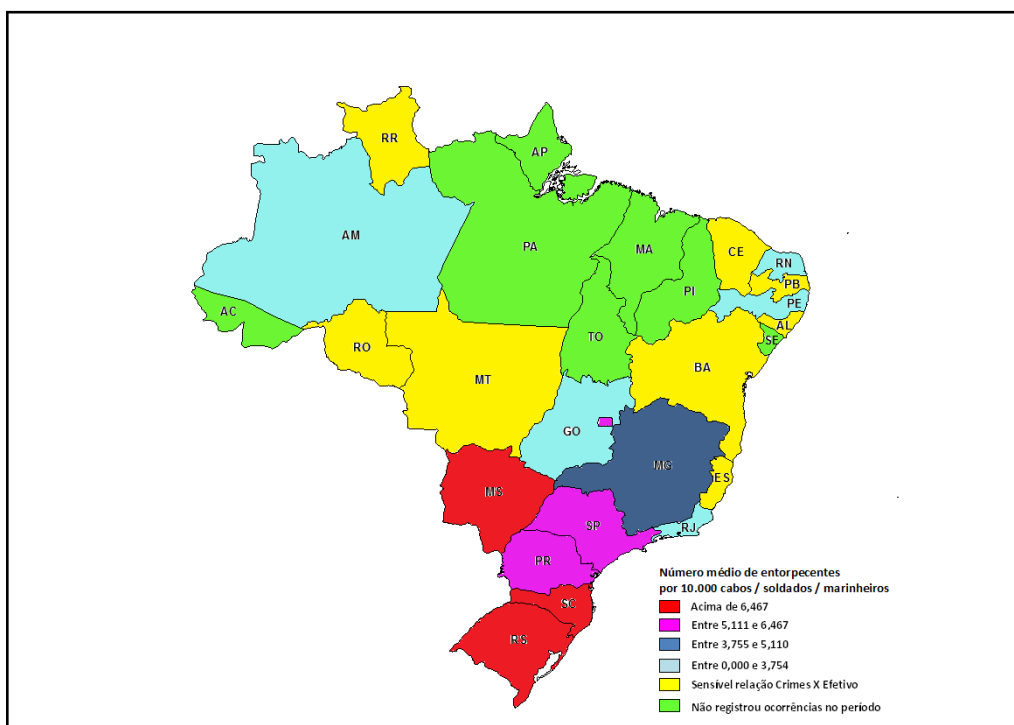 RR
AP
AM
PA
MA
CE
RN
PB
PE
PI
AC
AL
SE
TO
RO
BA
MT
GO
MG
ES
MS
SP
RJ
PR
SC
RS
Número médio de entorpecentes
por 10.000 cabos / soldados / marinheiros
Acima de 6,467
Entre 5,111 e 6,467
Entre 3,755 e 5,110
Entre 0,000 e 3,754
Sensível relação Crimes X Efetivo
Não registrou ocorrências no período